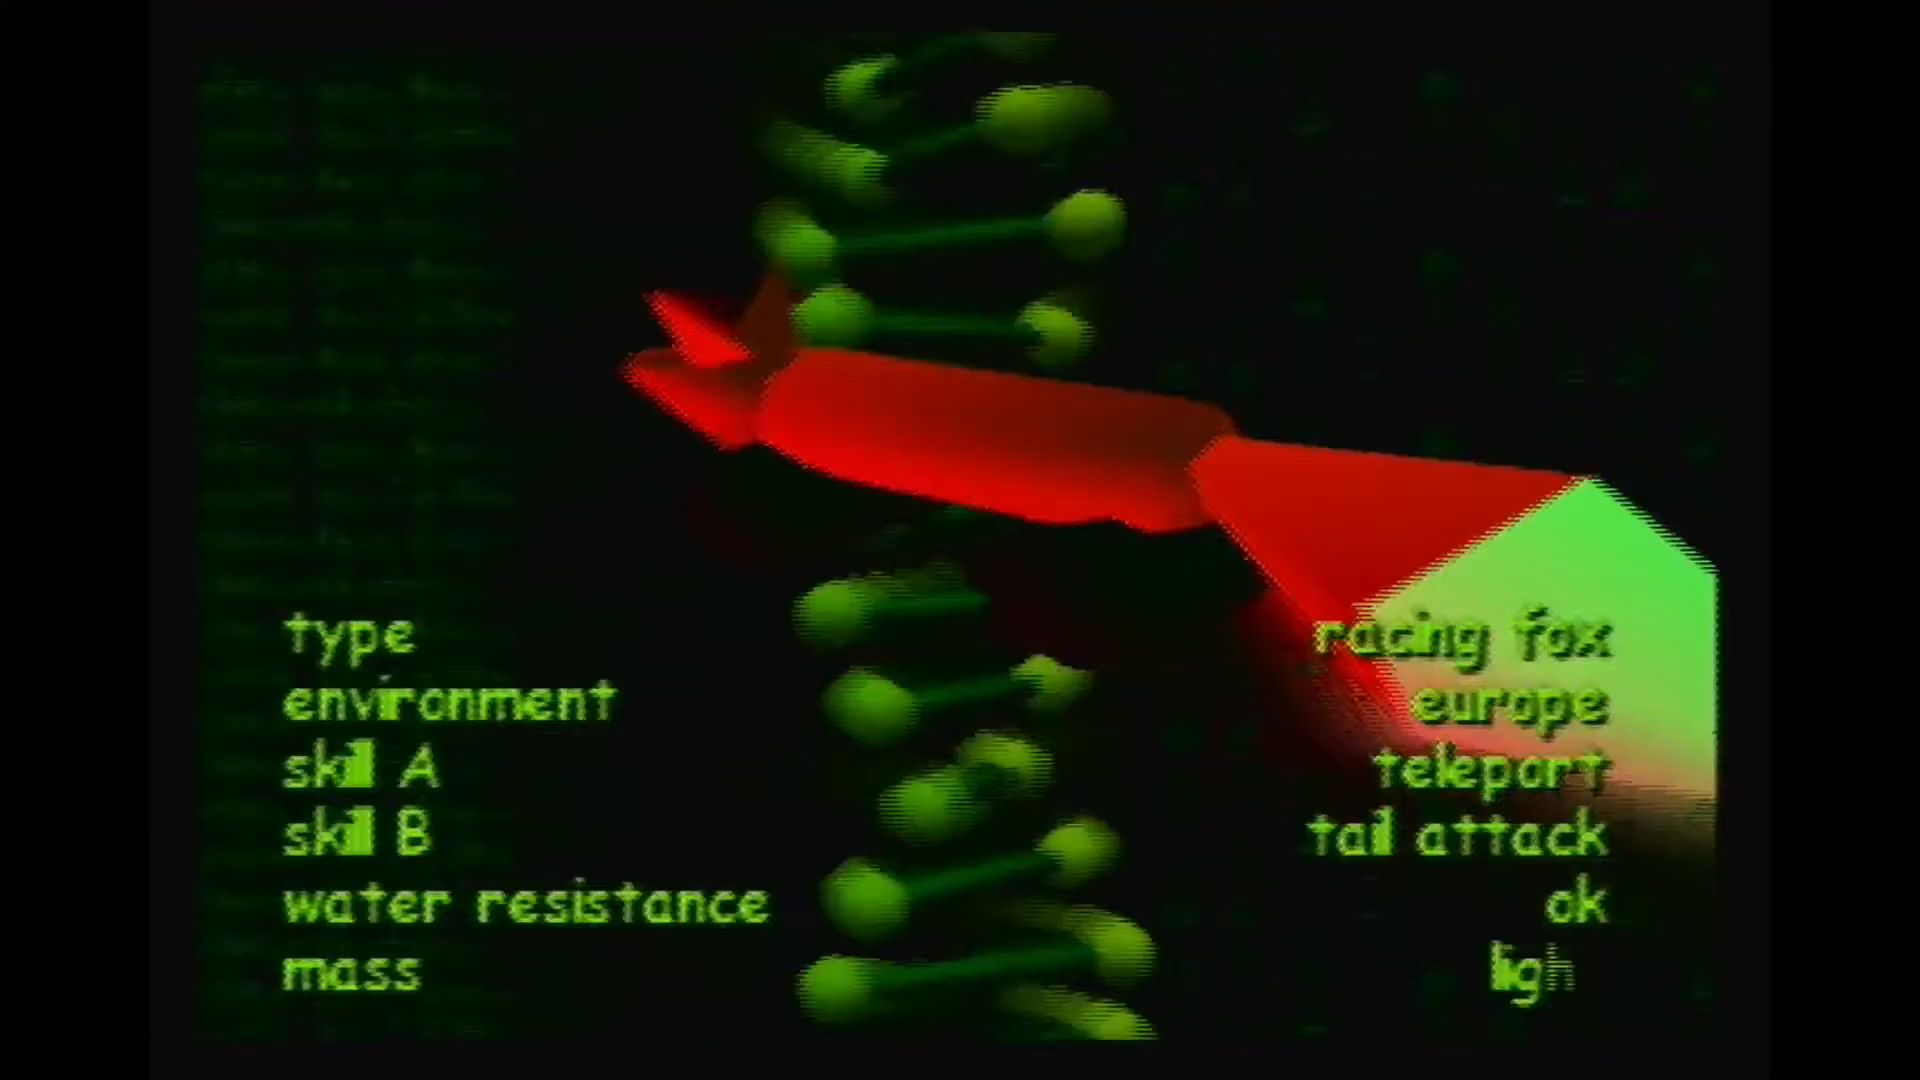 type racing fox
environment europe
skill A teleport
skill B tail attack
water resistance ok
mass ligh